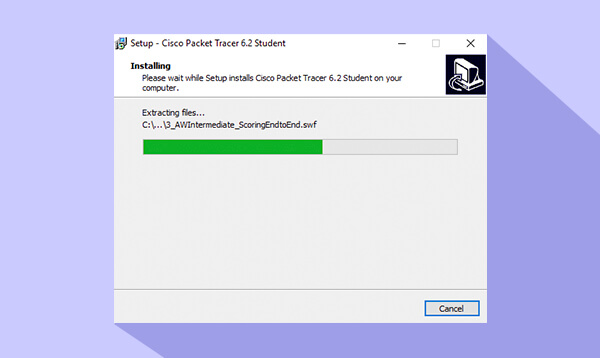 Setup - Cisco Packet Tracer 6.2 Student
Installing
Please wait while Setup installs Cisco Packet Tracer 6.2 Student on your
computer.
Extracting files...
C:\...\3_AWIntermediate_ScoringEndtoEnd.swf
Cancel